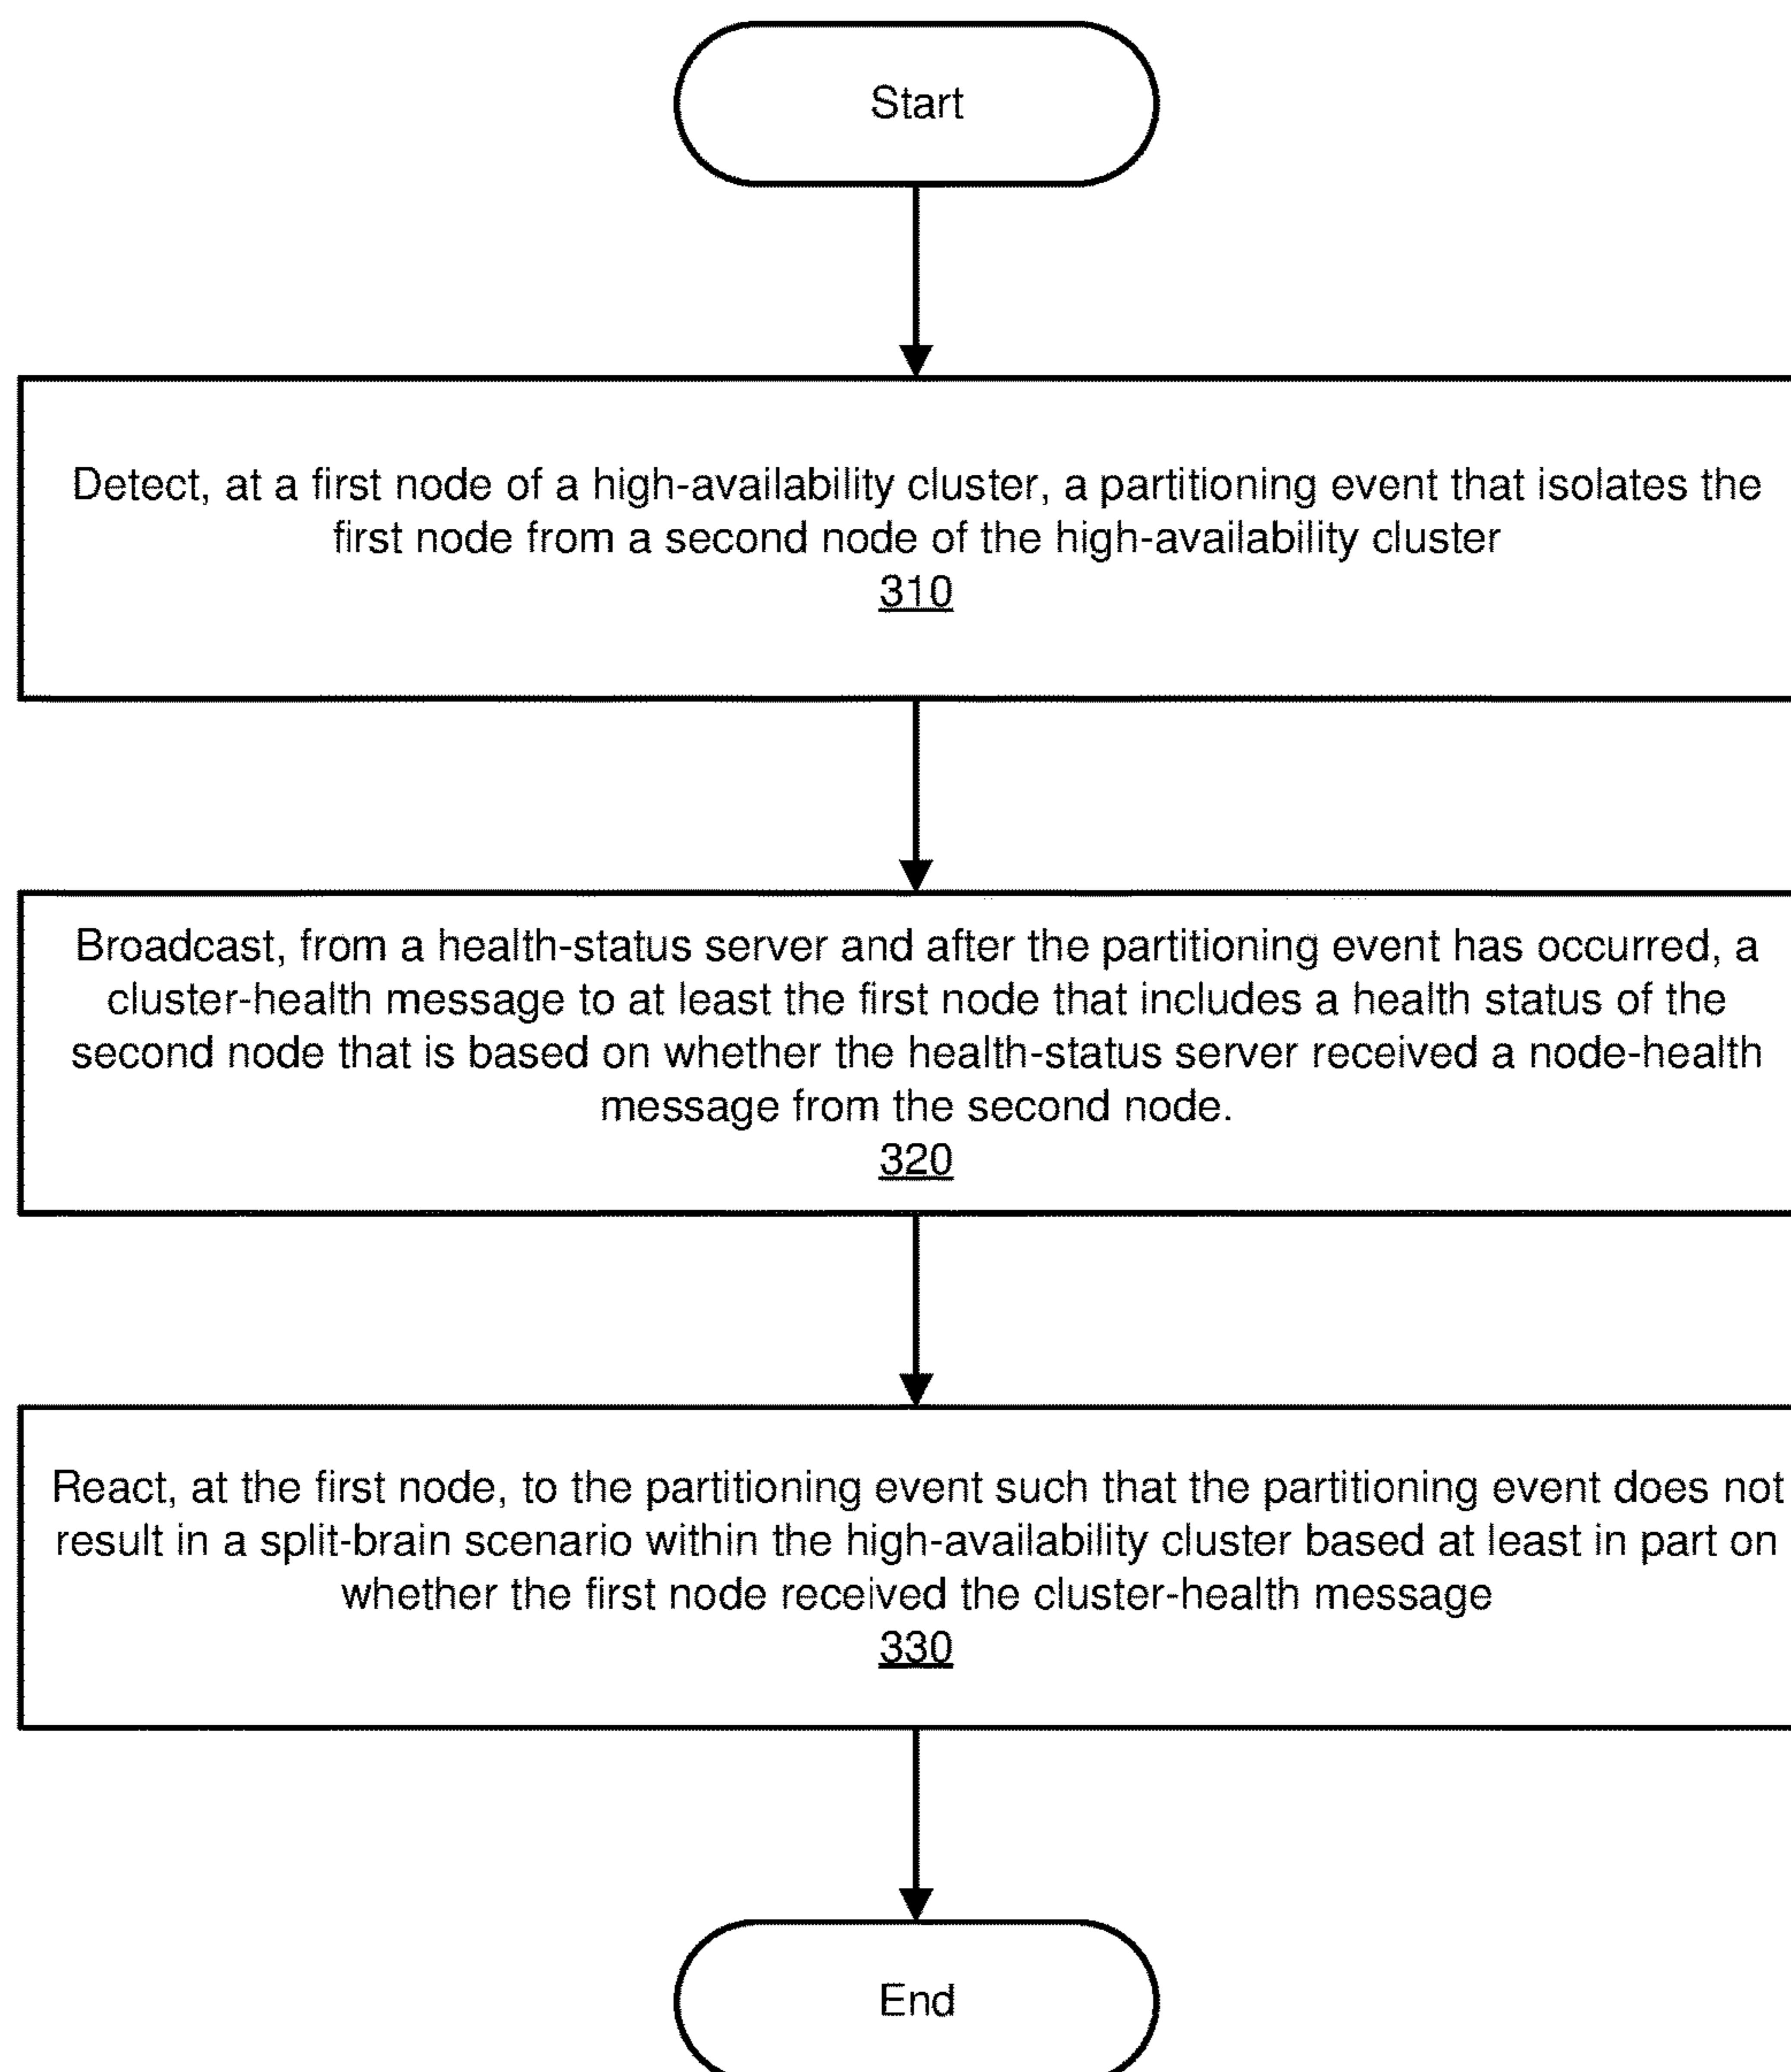 Start
Detect, at a first node of a high-availability cluster, a partitioning event that isolates the
first node from a second node of the high-availability cluster
310
Broadcast, from a health-status server and after the partitioning event has occurred, a
cluster-health message to at least the first node that includes a health status of the
second node that is based on whether the health-status server received a node-health
message from the second node.
320
React, at the first node, to the partitioning event such that the partitioning event does not
result in a split-brain scenario within the high-availability cluster based at least in part on
whether the first node received the cluster-health message
330
End